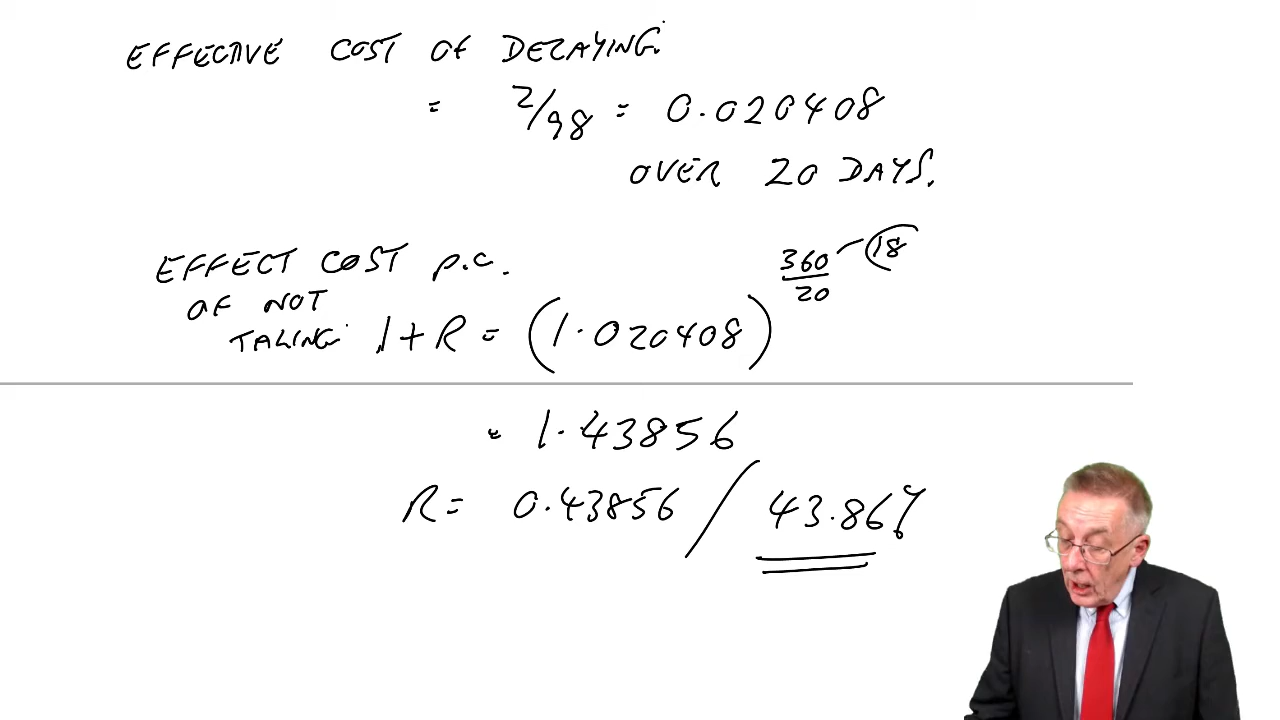 EFFECTIVE COST OF DELAYING:
= 2/98 = 0.020408
OVER 20 DAYS.
EFFECT COST p.a.
OF NOT
TAKING: 1+R = (1.020408)^360/20 18
= 1.43856
R = 0.43856 / 43.86%